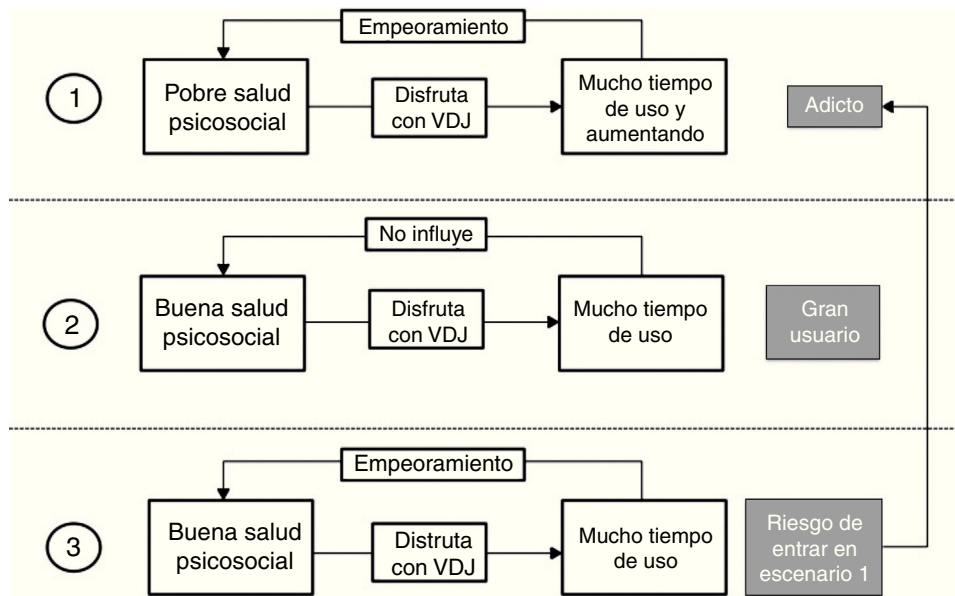 Empeoramiento
1
Pobre salud
psicosocial
Disfruta
con VDJ
Mucho tiempo
de uso y
aumentando
Adicto
No influye
2
Buena salud
psicosocial
Disfruta
con VDJ
Mucho tiempo
de uso
Gran
usuario
Empeoramiento
3
Buena salud
psicosocial
Distruta
con VDJ
Mucho tiempo
de uso
Riesgo de
entrar en
escenario 1